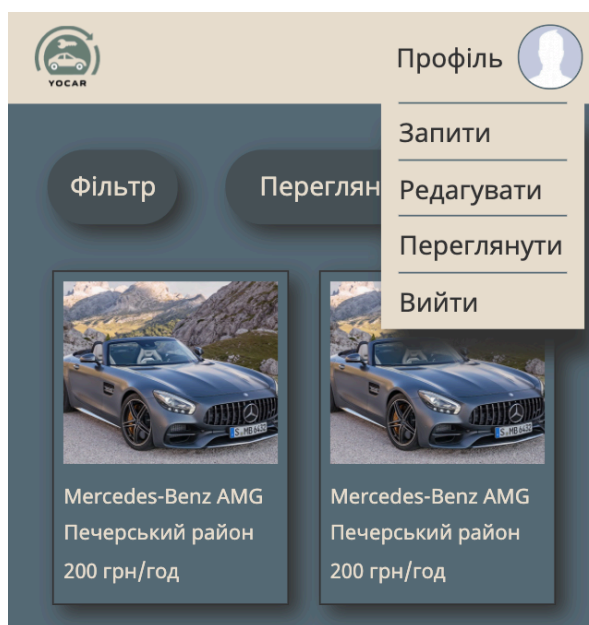 YOCAR
Профіль
Запити
Редагувати
Переглянути
Вийти
Фільтр
Mercedes-Benz AMG
Печерський район
200 грн/год
Mercedes-Benz AMG
Печерський район
200 грн/год